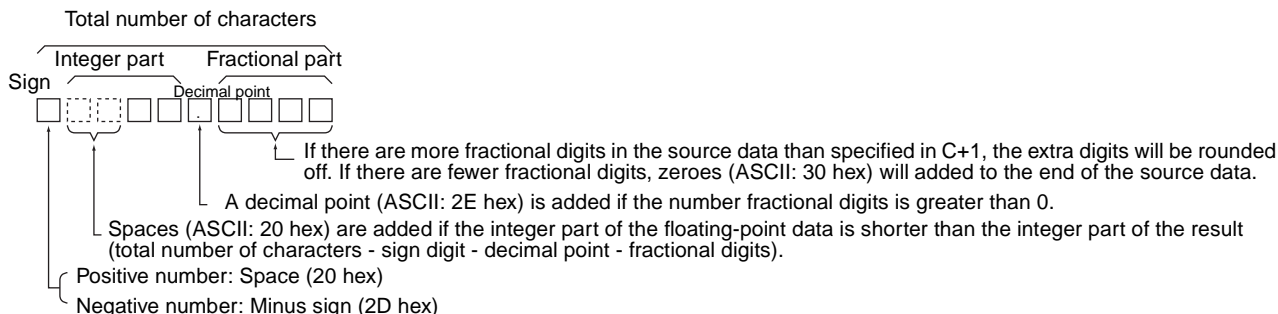 Total number of characters
Integer part Fractional part
Sign
Decimal point
.
If there are more fractional digits in the source data than specified in C+1, the extra digits will be rounded
off. If there are fewer fractional digits, zeroes (ASCII: 30 hex) will added to the end of the source data.
A decimal point (ASCII: 2E hex) is added if the number fractional digits is greater than 0.
Spaces (ASCII: 20 hex) are added if the integer part of the floating-point data is shorter than the integer part of the result
(total number of characters - sign digit - decimal point - fractional digits).
Positive number: Space (20 hex)
Negative number: Minus sign (2D hex)